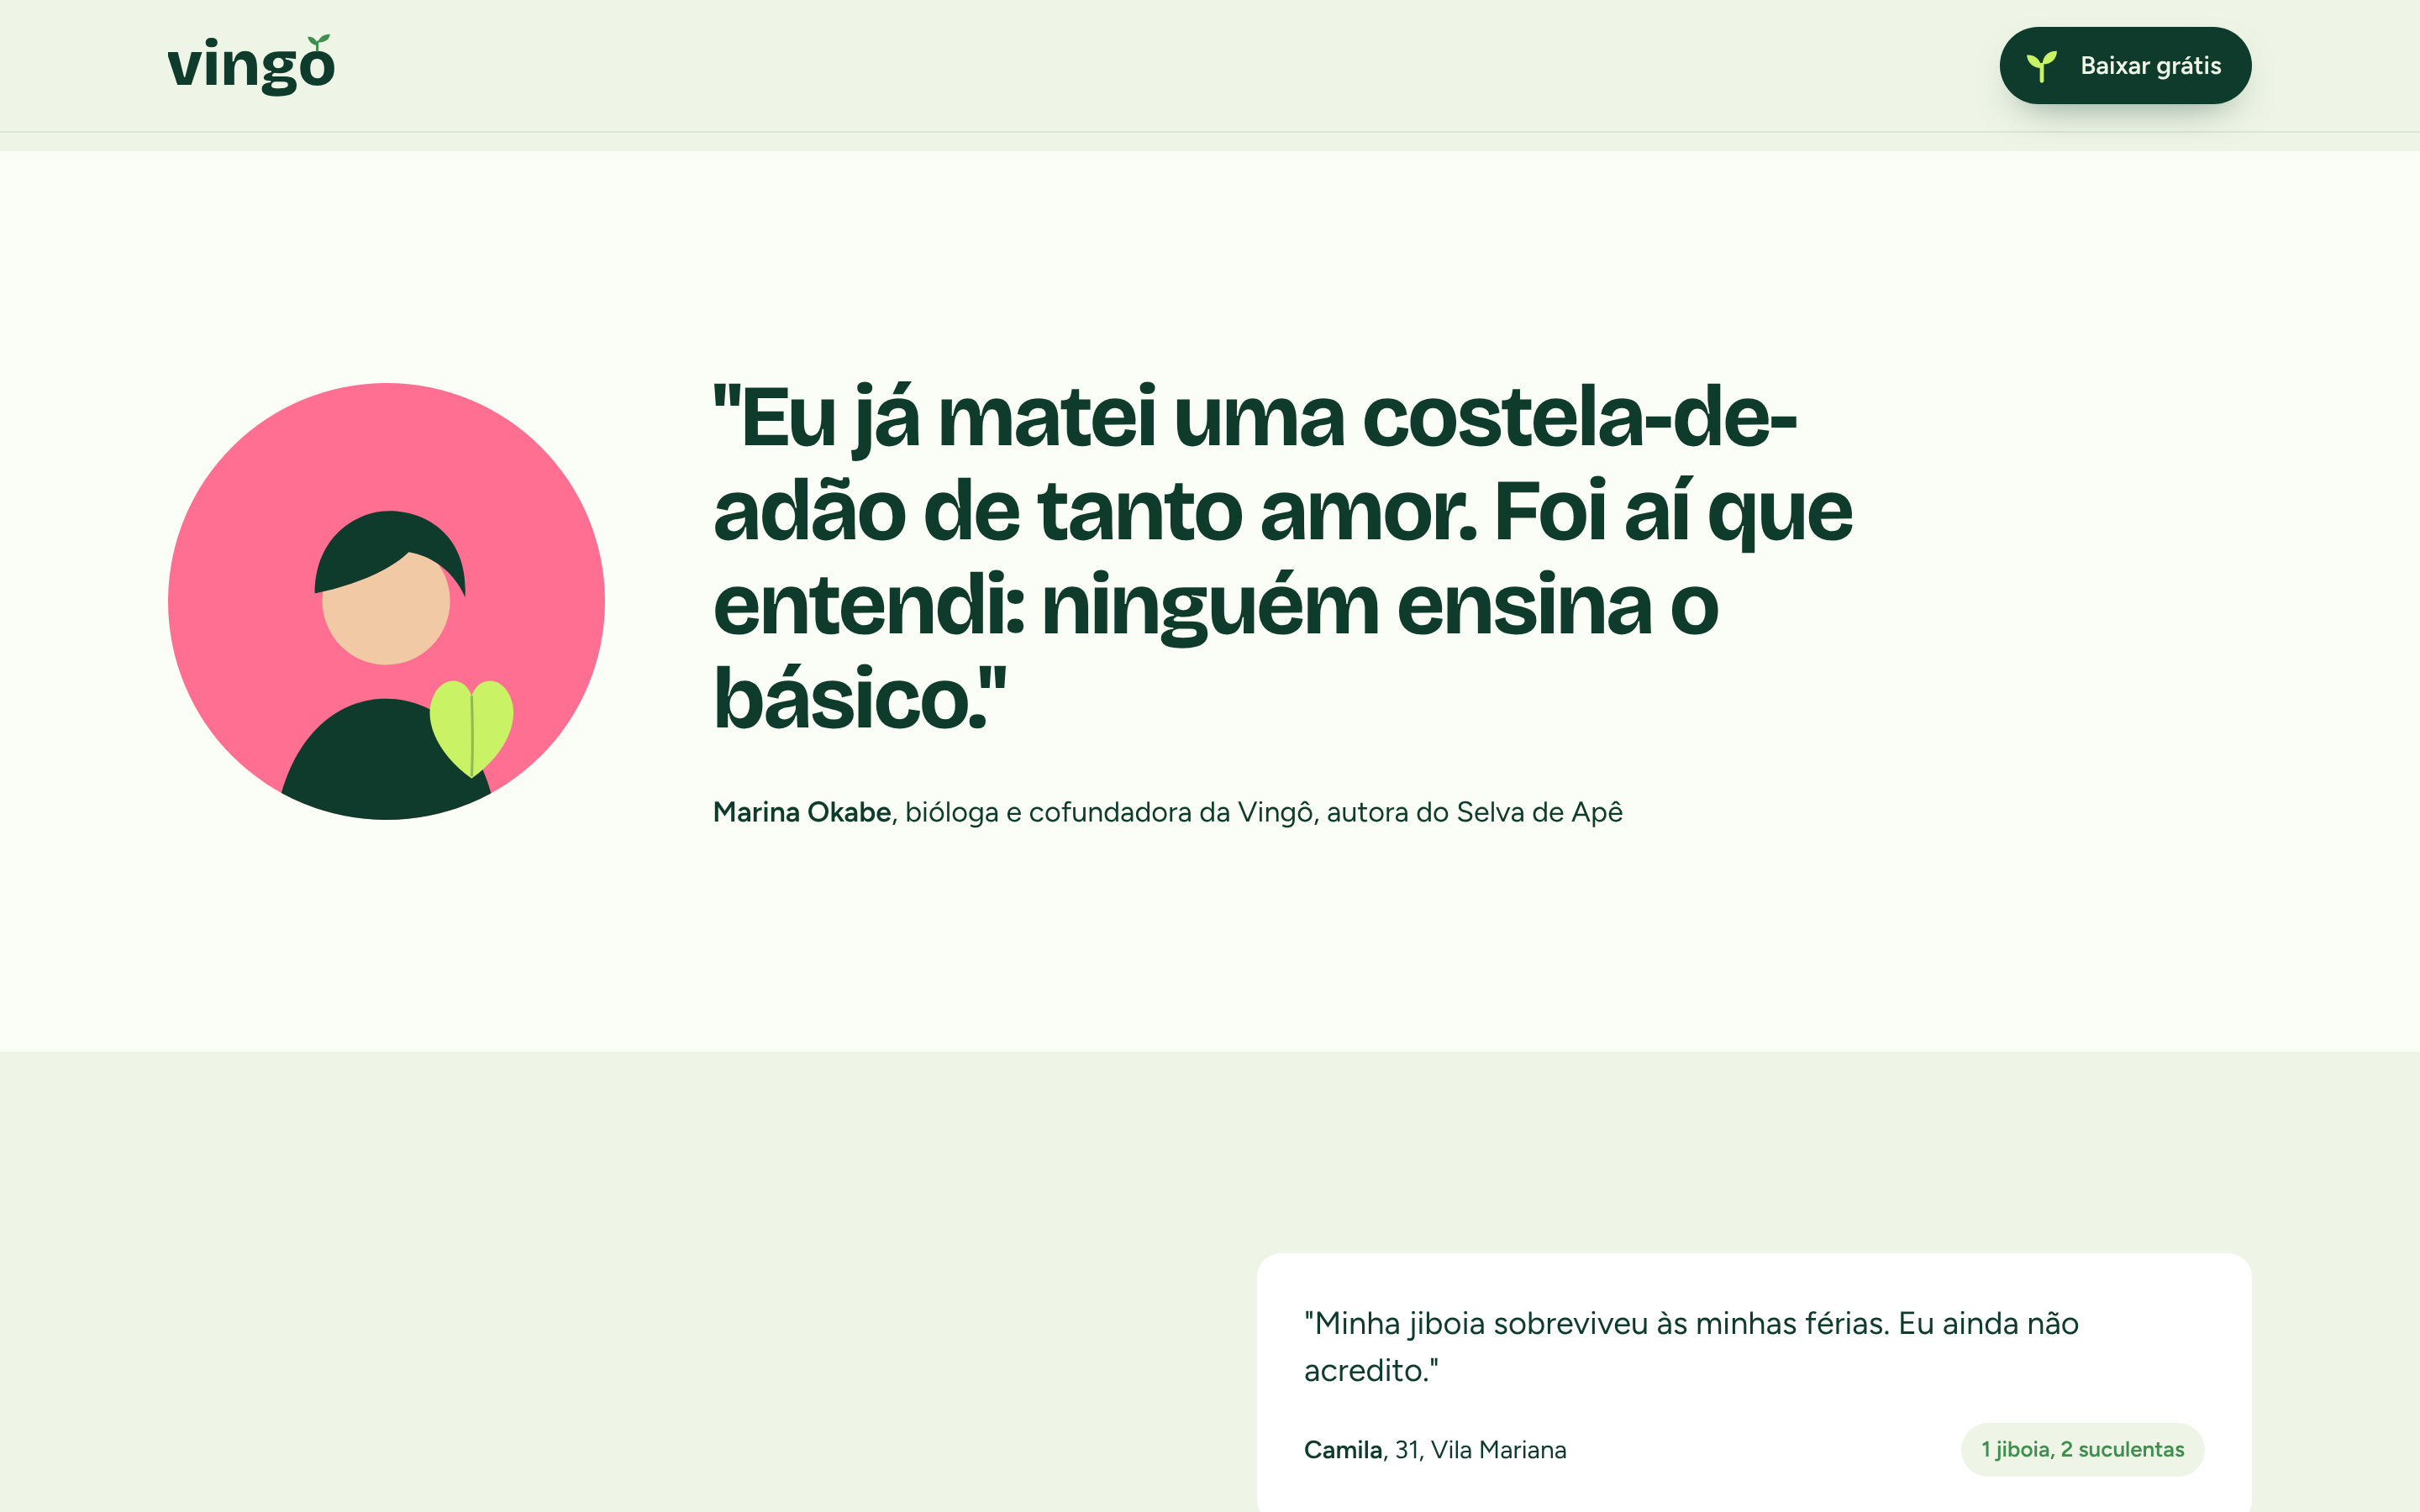 vingô
Baixar grátis
"Eu já matei uma costela-de-
adão de tanto amor. Foi aí que
entendi: ninguém ensina o
básico."
Marina Okabe, bióloga e cofundadora da Vingô, autora do Selva de Apê
"Minha jiboia sobreviveu às minhas férias. Eu ainda não
acredito."
Camila, 31, Vila Mariana
1 jiboia, 2 suculentas